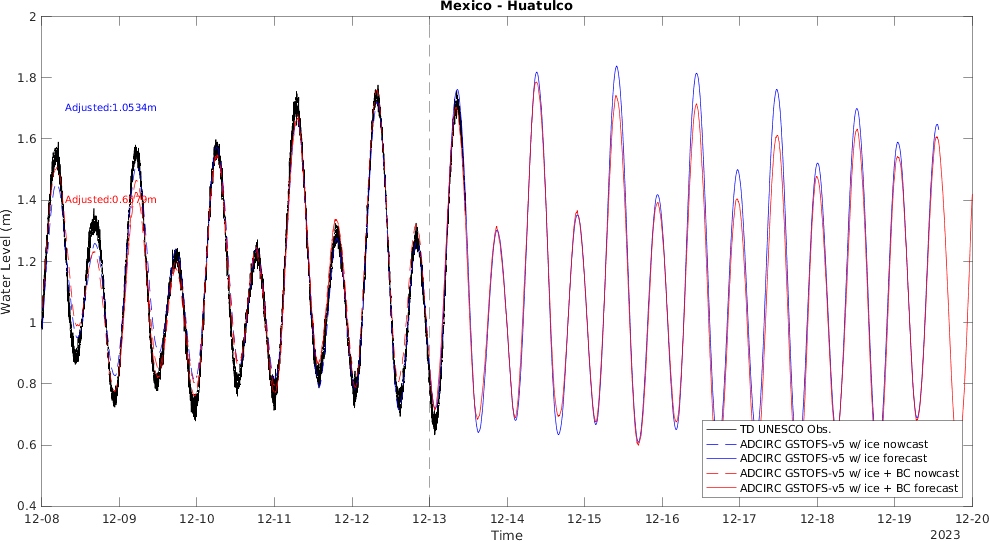 Mexico - Huatulco
2
1.8
1.6
1.4
1.2
1
0.8
0.6
0.4
Water Level (m)
Adjusted:1.0534m
TD UNESCO Obs.
ADCIRC GSTOFS-v5 w/ ice nowcast
ADCIRC GSTOFS-v5 w/ ice forecast
ADCIRC GSTOFS-v5 w/ ice + BC nowcast
ADCIRC GSTOFS-v5 w/ ice + BC forecast
12-08 12-09 12-10 12-11 12-12 12-13 12-14 12-15 12-16 12-17 12-18 12-19 12-20
Time
2023